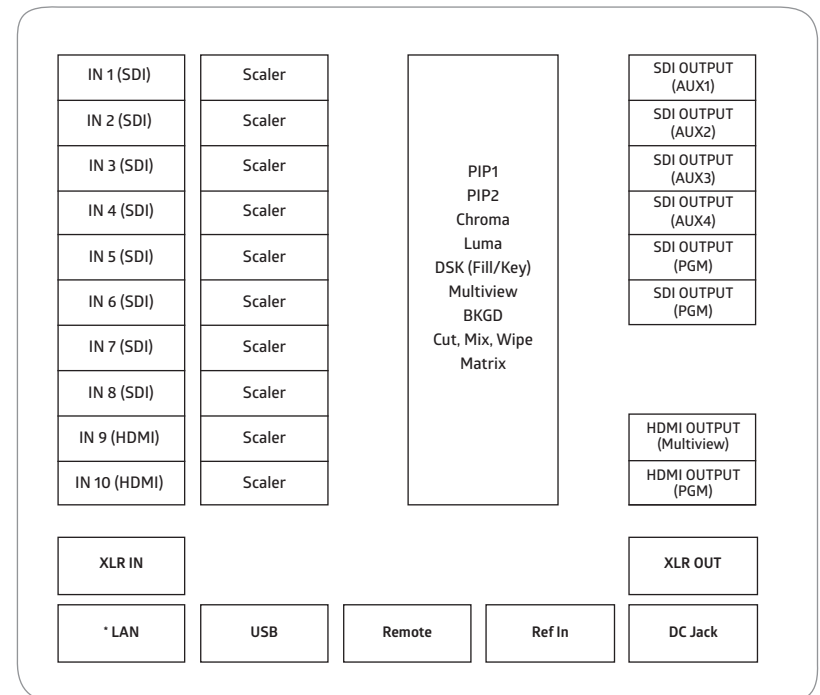 IN 1 (SDI)
Scaler
IN 2 (SDI)
Scaler
IN 3 (SDI)
Scaler
IN 4 (SDI)
Scaler
IN 5 (SDI)
Scaler
IN 6 (SDI)
Scaler
IN 7 (SDI)
Scaler
IN 8 (SDI)
Scaler
IN 9 (HDMI)
Scaler
IN 10 (HDMI)
Scaler
PIP1
PIP2
Chroma
Luma
DSK (Fill/Key)
Multiview
BKGD
Cut, Mix, Wipe
Matrix
SDI OUTPUT
(AUX1)
SDI OUTPUT
(AUX2)
SDI OUTPUT
(AUX3)
SDI OUTPUT
(AUX4)
SDI OUTPUT
(PGM)
SDI OUTPUT
(PGM)
HDMI OUTPUT
(Multiview)
HDMI OUTPUT
(PGM)
XLR IN
XLR OUT
* LAN
USB
Remote
Ref In
DC Jack